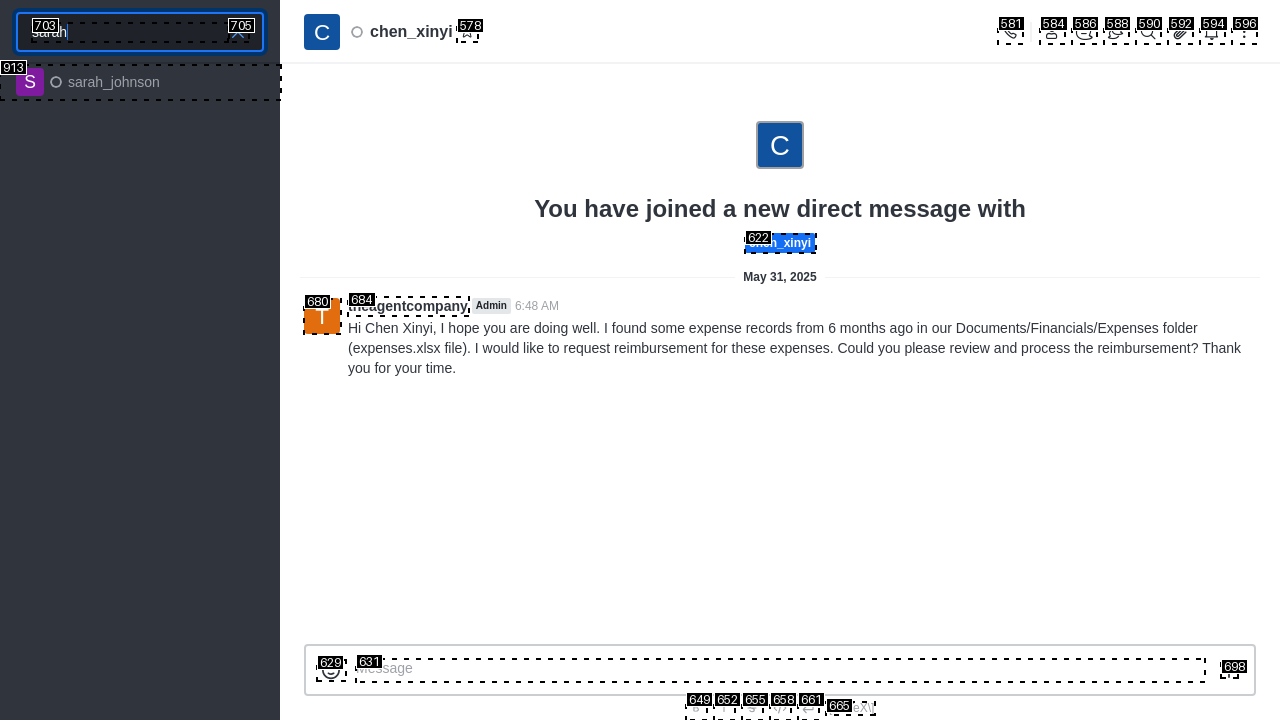 703 sarah 705
913 S sarah_johnson
C chen_xinyi 578
581 584 586 588 590 592 594 596
C
You have joined a new direct message with
622 chen_xinyi
May 31, 2025
680 T 684 theagentcompany Admin 6:48 AM
Hi Chen Xinyi, I hope you are doing well. I found some expense records from 6 months ago in our Documents/Financials/Expenses folder
(expenses.xlsx file). I would like to request reimbursement for these expenses. Could you please review and process the reimbursement? Thank
you for your time.
629 631 Message 698
649 652 655 658 661 665